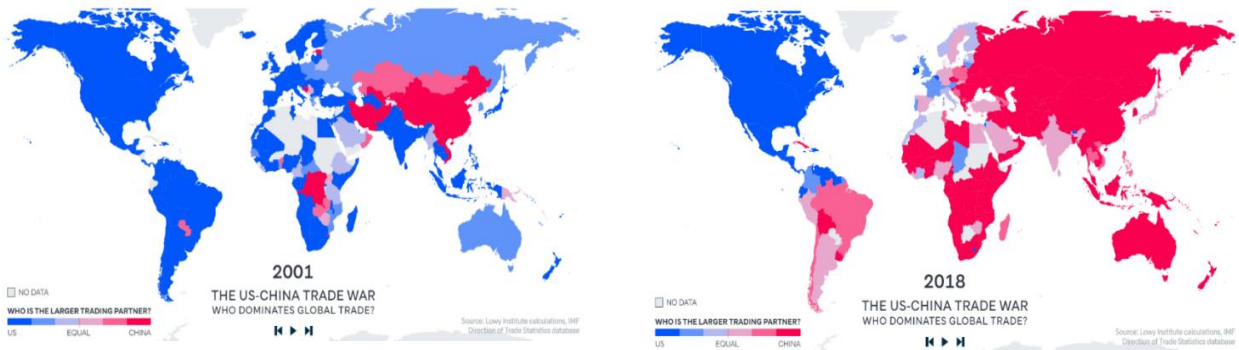 2001
THE US-CHINA TRADE WAR
WHO DOMINATES GLOBAL TRADE?
NO DATA
WHO IS THE LARGER TRADING PARTNER?
US EQUAL CHINA
Source: Lowy Institute calculations, IMF
Direction of Trade Statistics database
2018
THE US-CHINA TRADE WAR
WHO DOMINATES GLOBAL TRADE?
NO DATA
WHO IS THE LARGER TRADING PARTNER?
US EQUAL CHINA
Source: Lowy Institute calculations, IMF
Direction of Trade Statistics database